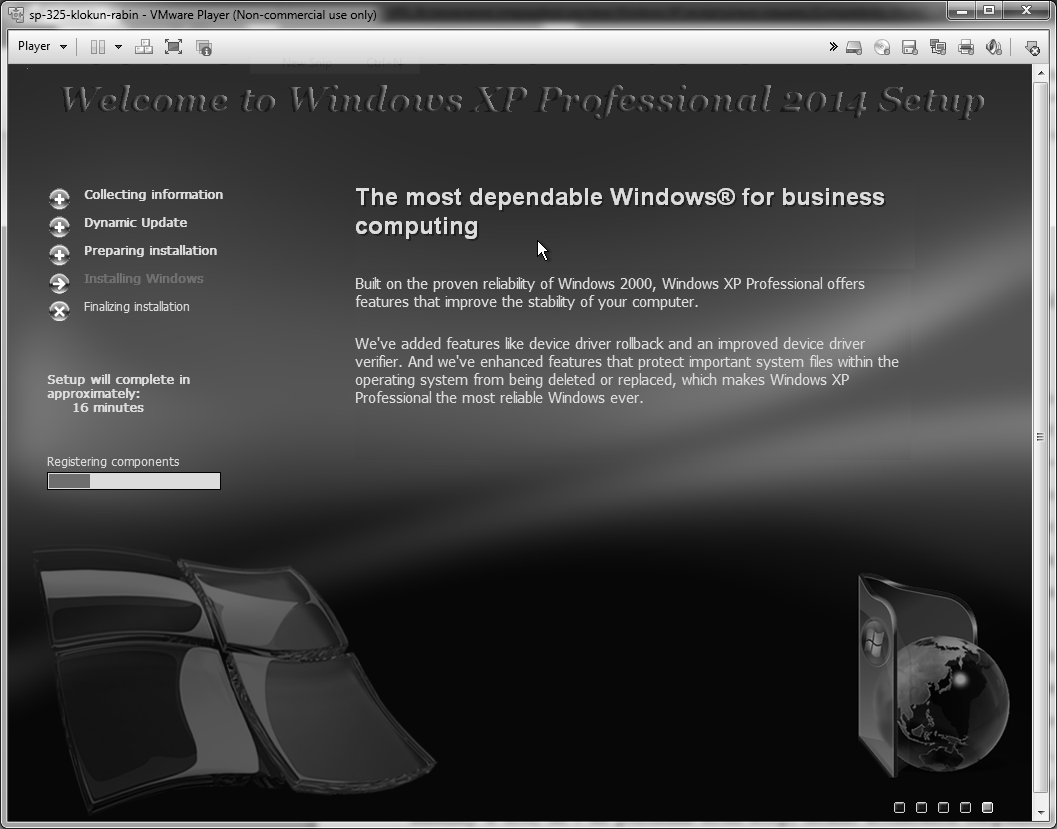 sp-325-klokun-rabin - VMware Player (Non-commercial use only)
Player
Welcome to Windows XP Professional 2014 Setup
Collecting information
Dynamic Update
Preparing installation
Installing Windows
Finalizing installation
Setup will complete in
approximately:
16 minutes
Registering components
The most dependable Windows® for business
computing
Built on the proven reliability of Windows 2000, Windows XP Professional offers
features that improve the stability of your computer.
We've added features like device driver rollback and an improved device driver
verifier. And we've enhanced features that protect important system files within the
operating system from being deleted or replaced, which makes Windows XP
Professional the most reliable Windows ever.